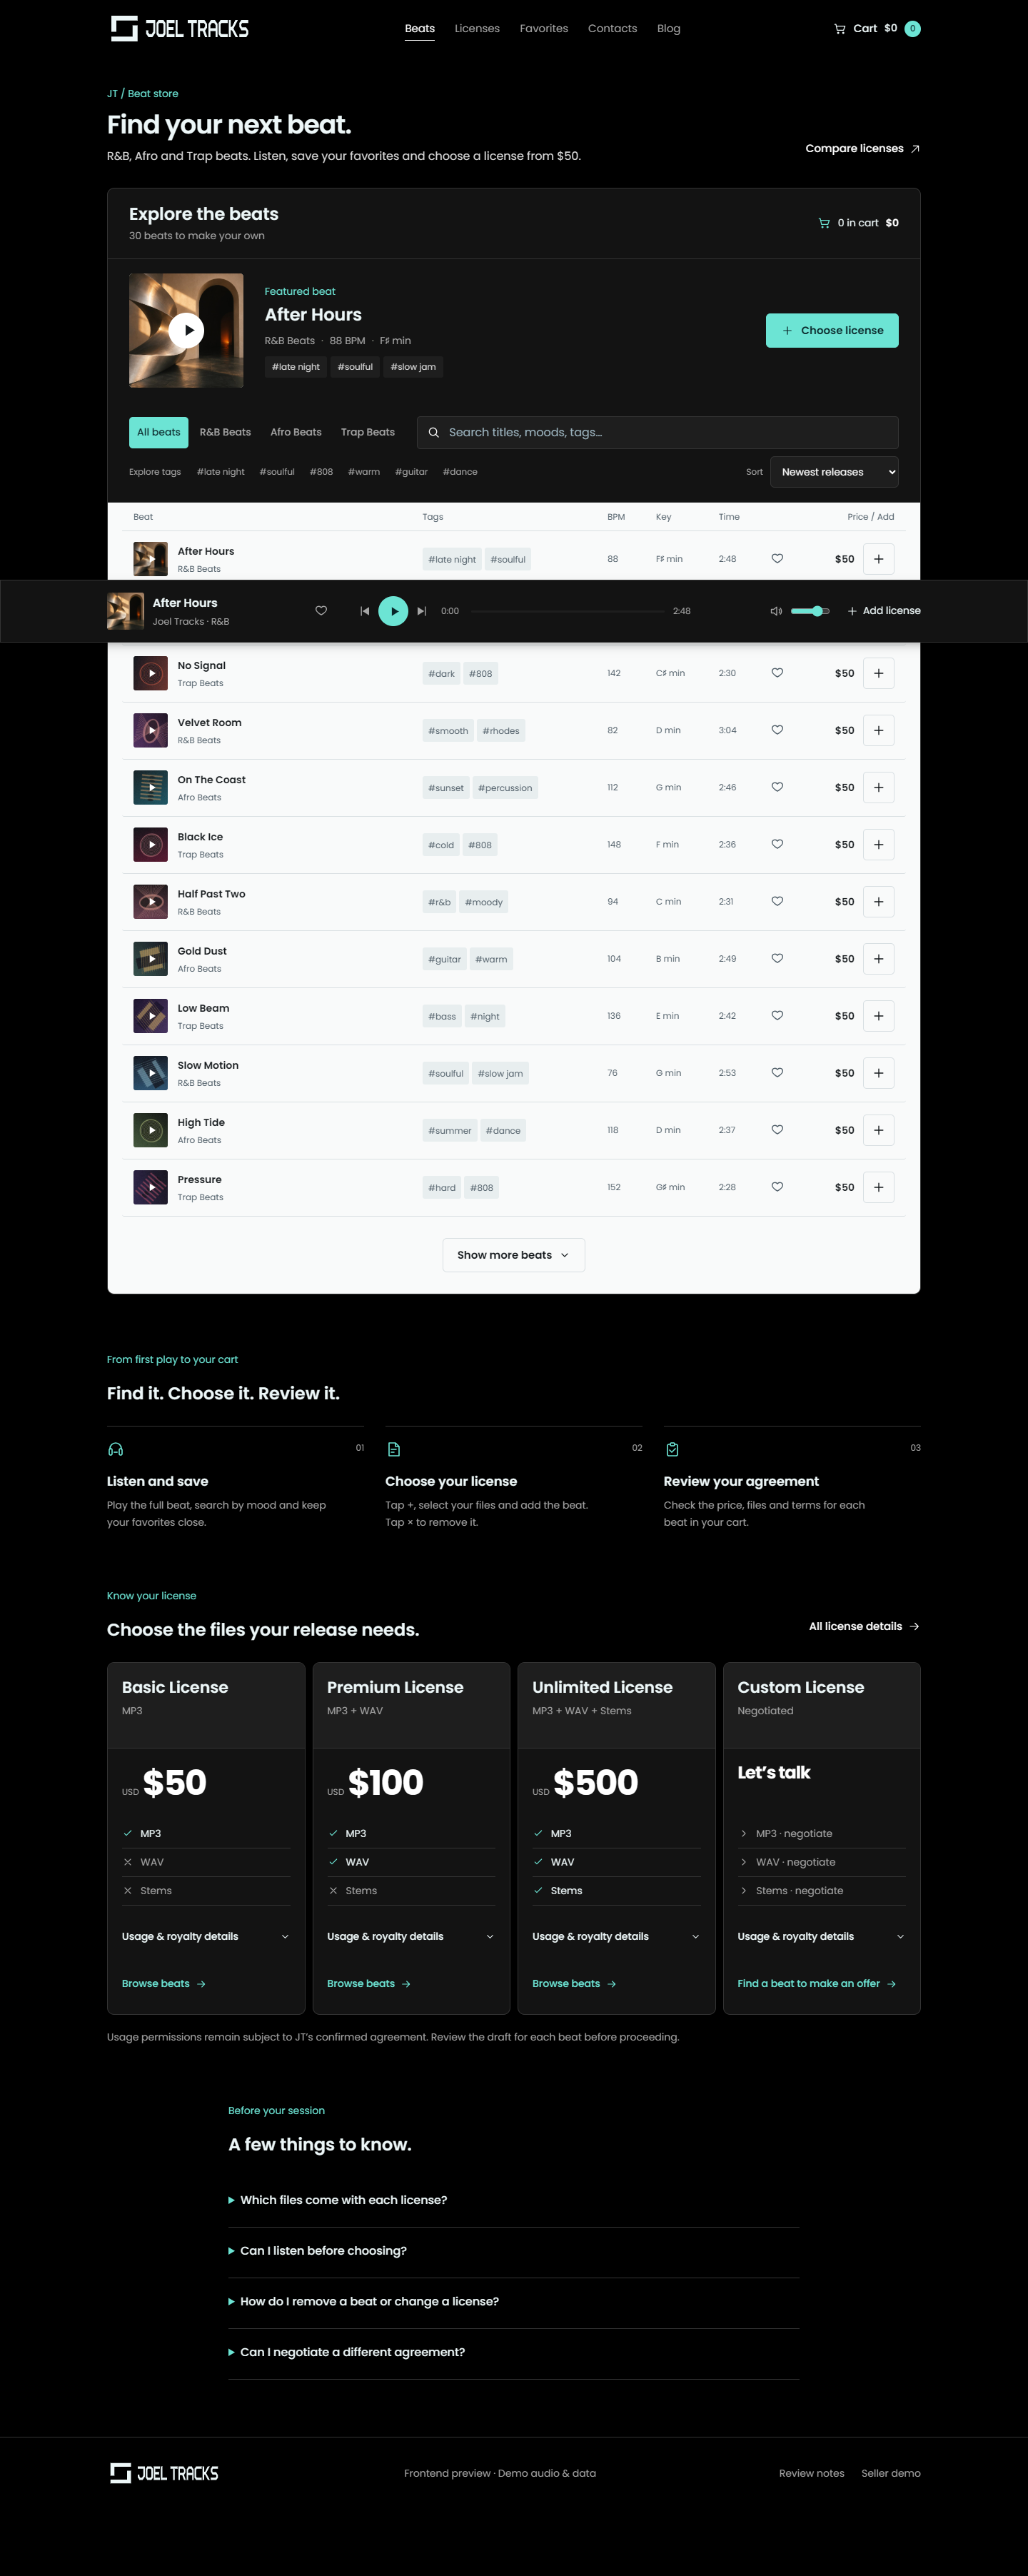 JOEL TRACKS
Beats Licenses Favorites Contacts Blog
Cart $0 0
JT / Beat store
Find your next beat.
R&B, Afro and Trap beats. Listen, save your favorites and choose a license from $50.
Compare licenses
Explore the beats
30 beats to make your own
0 in cart $0
Featured beat
After Hours
R&B Beats · 88 BPM · F♯ min
#late night #soulful #slow jam
Choose license
All beats R&B Beats Afro Beats Trap Beats
Search titles, moods, tags…
Explore tags #late night #soulful #808 #warm #guitar #dance
Sort Newest releases
Beat Tags BPM Key Time Price / Add
After Hours
R&B Beats
#late night #soulful 88 F♯ min 2:48 $50
After Hours
Joel Tracks · R&B
0:00 2:48
Add license
No Signal
Trap Beats
#dark #808 142 C♯ min 2:30 $50
Velvet Room
R&B Beats
#smooth #rhodes 82 D min 3:04 $50
On The Coast
Afro Beats
#sunset #percussion 112 G min 2:46 $50
Black Ice
Trap Beats
#cold #808 148 F min 2:36 $50
Half Past Two
R&B Beats
#r&b #moody 94 C min 2:31 $50
Gold Dust
Afro Beats
#guitar #warm 104 B min 2:49 $50
Low Beam
Trap Beats
#bass #night 136 E min 2:42 $50
Slow Motion
R&B Beats
#soulful #slow jam 76 G min 2:53 $50
High Tide
Afro Beats
#summer #dance 118 D min 2:37 $50
Pressure
Trap Beats
#hard #808 152 G♯ min 2:28 $50
Show more beats
From first play to your cart
Find it. Choose it. Review it.
01
Listen and save
Play the full beat, search by mood and keep
your favorites close.
02
Choose your license
Tap +, select your files and add the beat.
Tap × to remove it.
03
Review your agreement
Check the price, files and terms for each
beat in your cart.
Know your license
Choose the files your release needs.
All license details
Basic License
MP3
USD $50
MP3
WAV
Stems
Usage & royalty details
Browse beats
Premium License
MP3 + WAV
USD $100
MP3
WAV
Stems
Usage & royalty details
Browse beats
Unlimited License
MP3 + WAV + Stems
USD $500
MP3
WAV
Stems
Usage & royalty details
Browse beats
Custom License
Negotiated
Let’s talk
MP3 · negotiate
WAV · negotiate
Stems · negotiate
Usage & royalty details
Find a beat to make an offer
Usage permissions remain subject to JT’s confirmed agreement. Review the draft for each beat before proceeding.
Before your session
A few things to know.
Which files come with each license?
Can I listen before choosing?
How do I remove a beat or change a license?
Can I negotiate a different agreement?
JOEL TRACKS
Frontend preview · Demo audio & data
Review notes Seller demo